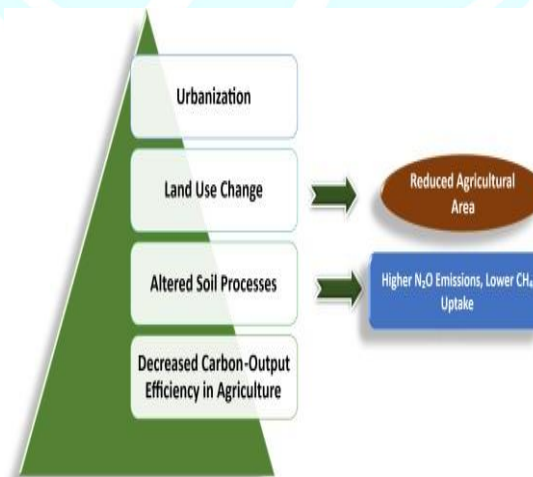 Urbanization
Land Use Change
Reduced Agricultural
Area
Altered Soil Processes
Higher N₂O Emissions, Lower CH₄
Uptake
Decreased Carbon-Output
Efficiency in Agriculture